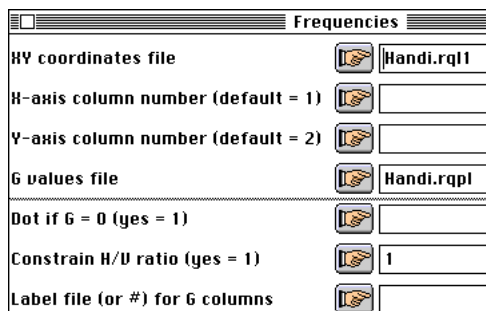 Frequencies
XY coordinates file Handi.rql1
X-axis column number (default = 1)
Y-axis column number (default = 2)
G values file Handi.rqpl
Dot if G = 0 (yes = 1)
Constrain H/V ratio (yes = 1) 1
Label file (or #) for G columns